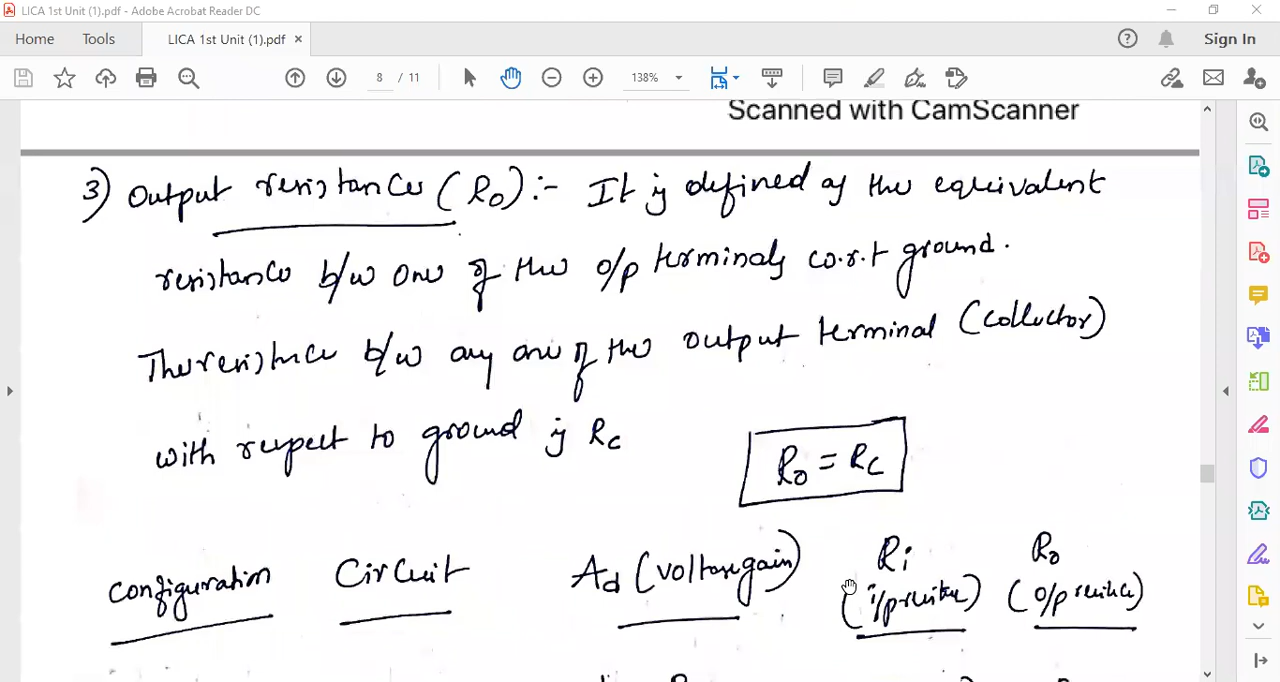 LICA 1st Unit (1).pdf - Adobe Acrobat Reader DC
Home Tools LICA 1st Unit (1).pdf × Sign In
8 / 11 138%
Scanned with CamScanner
3) Output resistance (Ro) :- It is defined as the equivalent
resistance b/w one of the o/p terminals w.r.t ground.
The resistance b/w any one of the output terminal (collector)
with respect to ground is Rc
Ro = Rc
Configuration Circuit Ad (voltage gain) Ri Ro
(i/p resistance) (o/p resistance)